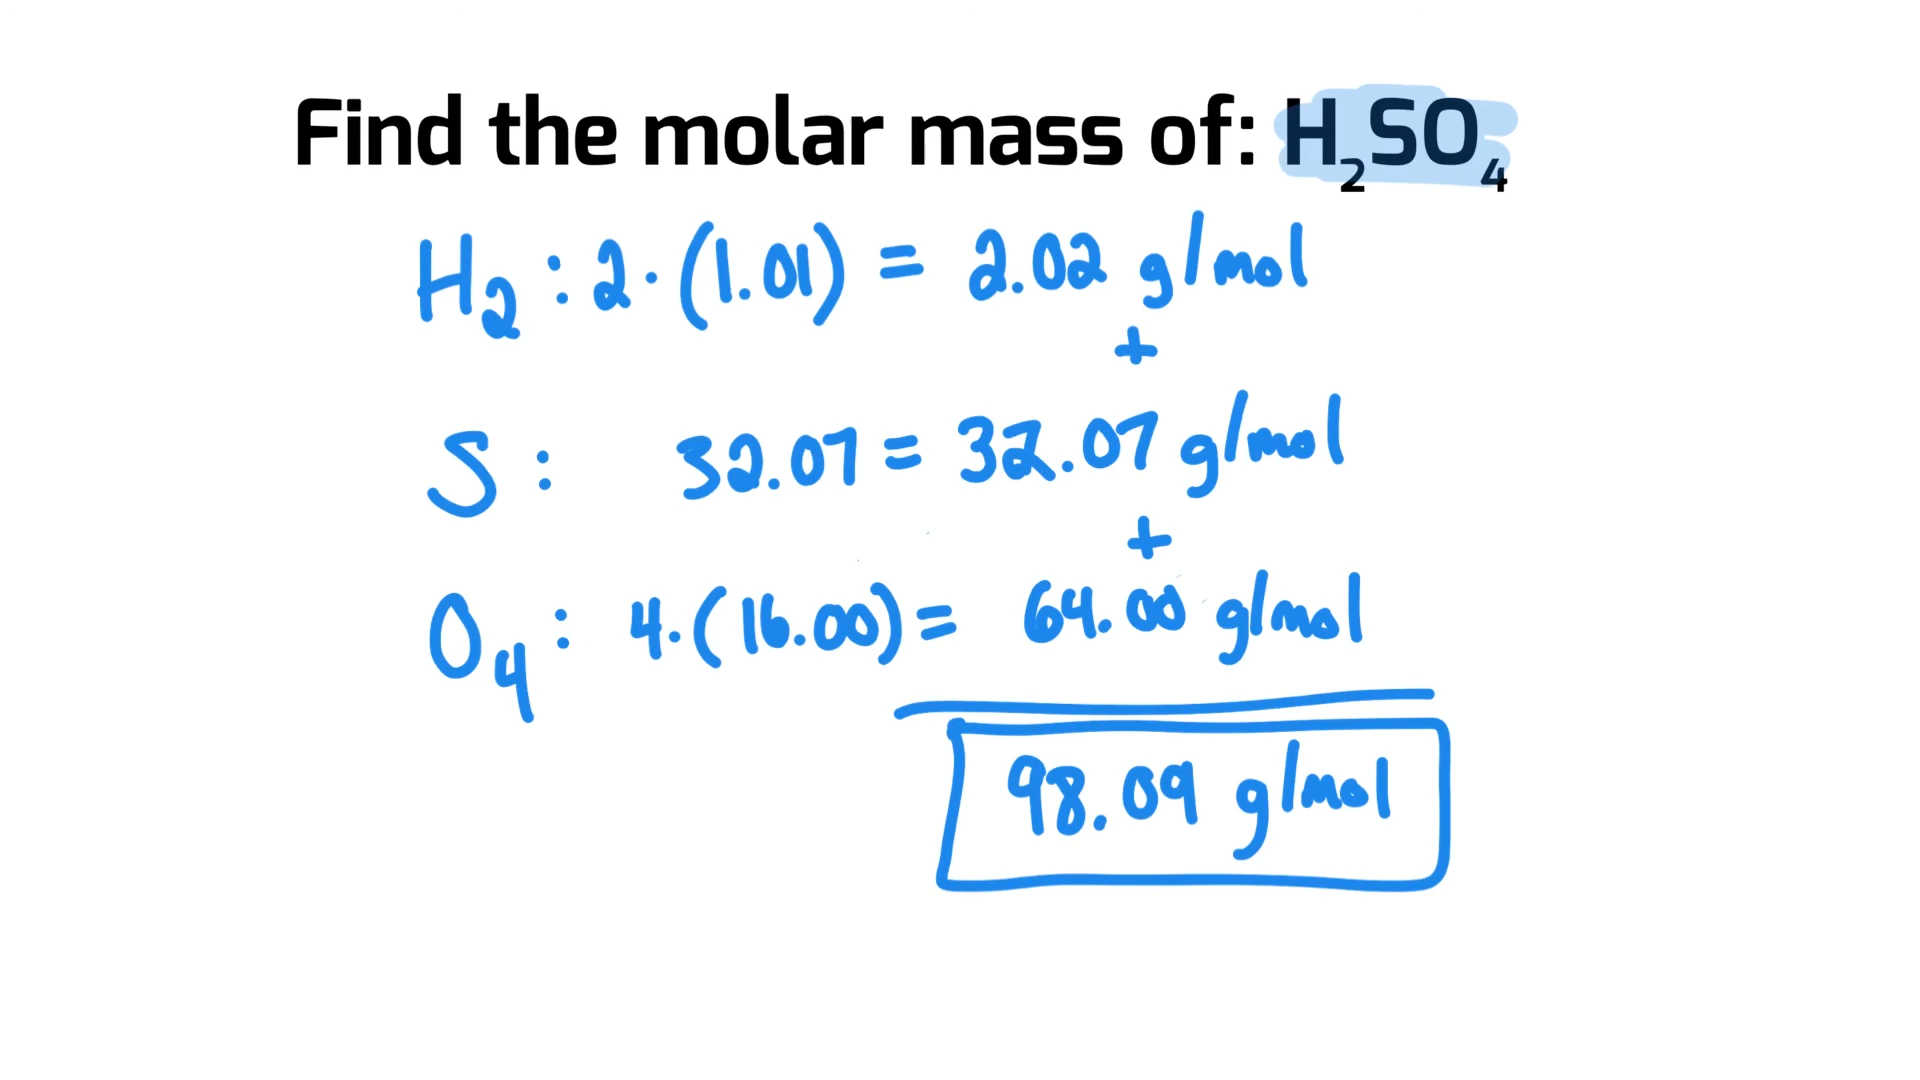 Find the molar mass of: H₂SO₄
H₂ : 2 · (1.01) = 2.02 g/mol
+
S : 32.07 = 32.07 g/mol
+
O₄ : 4 · (16.00) = 64.00 g/mol
98.09 g/mol